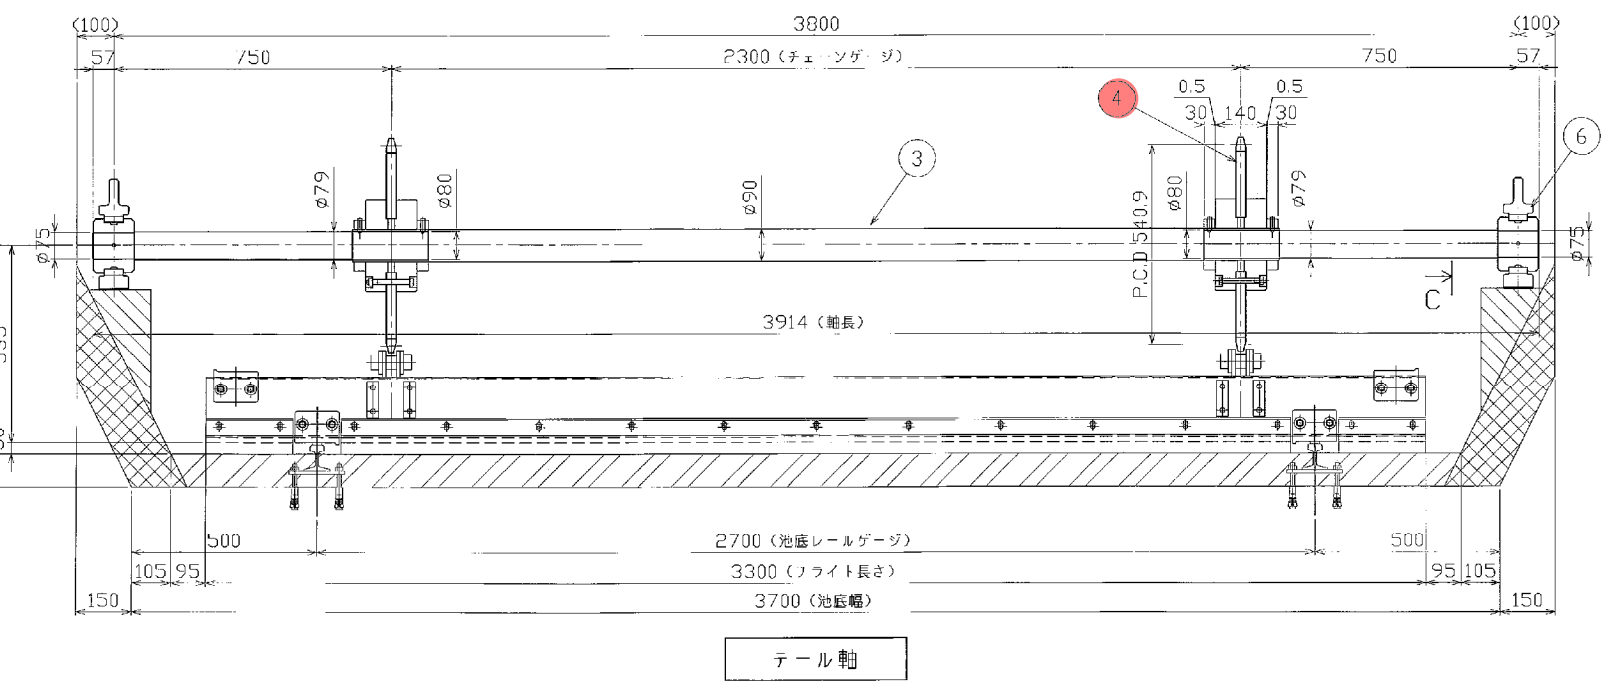 (100) 3800 (100)
57 750 2300 (チェーンゲージ) 750 57
4 0.5 0.5
30 140 30
6
3
φ79 φ80 φ90 P.C.D 540.9 φ80 φ79
φ75 φ75
C
3914 (軸長)
500 2700 (池底レールゲージ) 500
105 95 3300 (フライト長さ) 95 105
150 3700 (池底幅) 150
テール軸